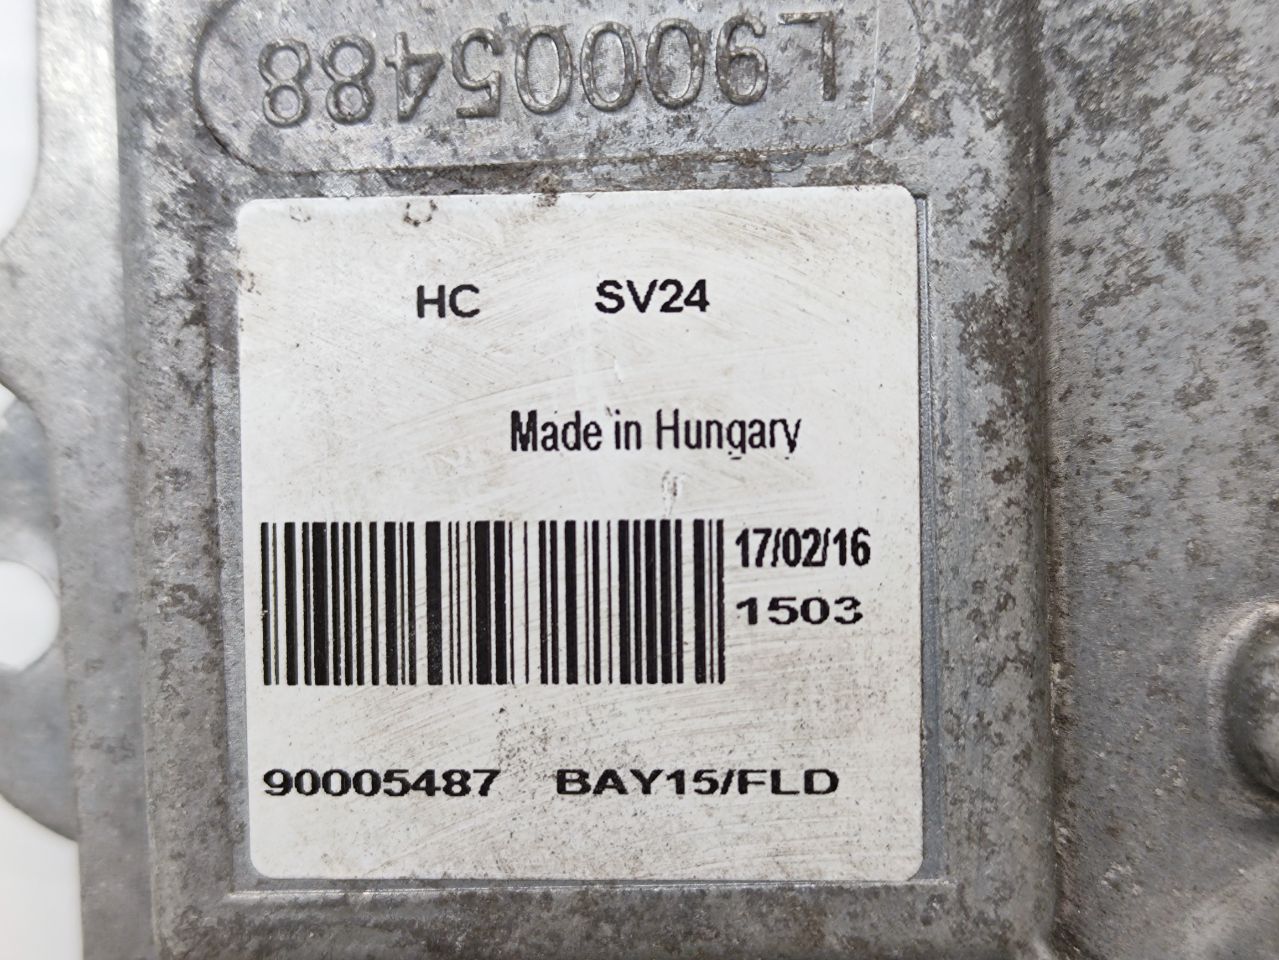 L90005488
HC SV24
Made in Hungary
17/02/16
1503
90005487 BAY15/FLD